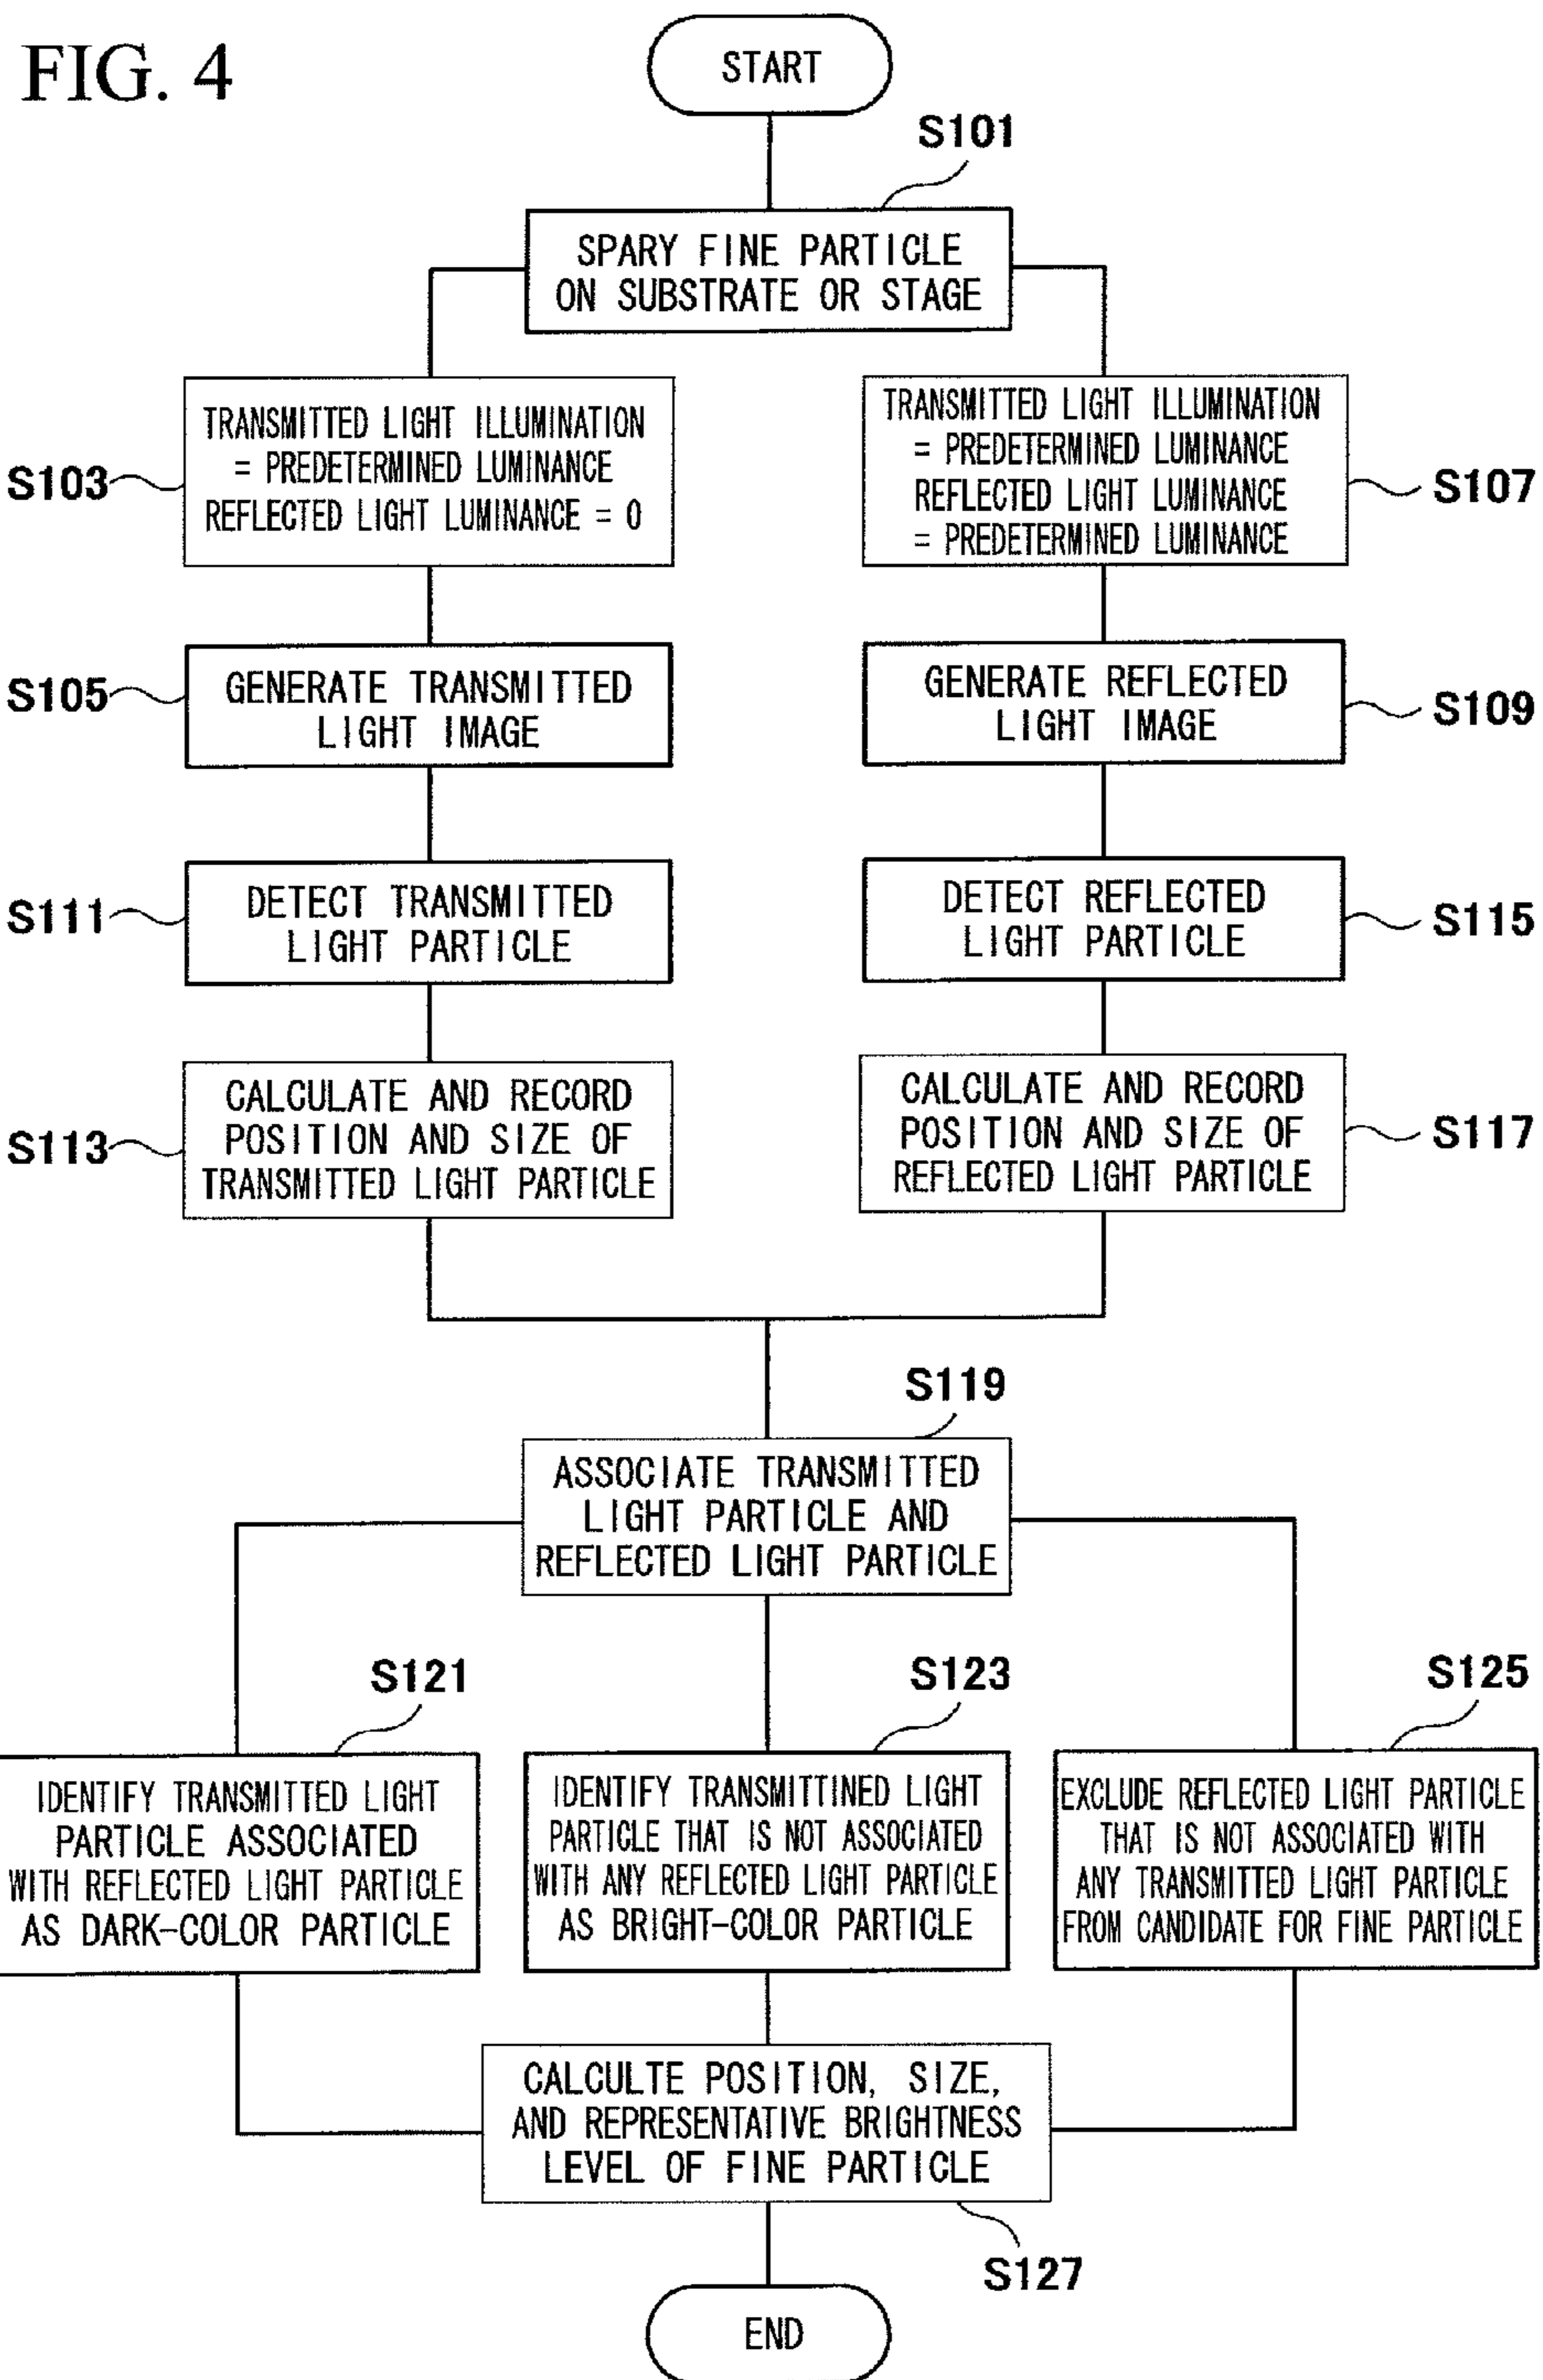 FIG. 4
START
S101
SPARY FINE PARTICLE
ON SUBSTRATE OR STAGE
S103
TRANSMITTED LIGHT ILLUMINATION
= PREDETERMINED LUMINANCE
REFLECTED LIGHT LUMINANCE = 0
TRANSMITTED LIGHT ILLUMINATION
= PREDETERMINED LUMINANCE
REFLECTED LIGHT LUMINANCE
= PREDETERMINED LUMINANCE
S107
S105
GENERATE TRANSMITTED
LIGHT IMAGE
GENERATE REFLECTED
LIGHT IMAGE
S109
S111
DETECT TRANSMITTED
LIGHT PARTICLE
DETECT REFLECTED
LIGHT PARTICLE
S115
S113
CALCULATE AND RECORD
POSITION AND SIZE OF
TRANSMITTED LIGHT PARTICLE
CALCULATE AND RECORD
POSITION AND SIZE OF
REFLECTED LIGHT PARTICLE
S117
S119
ASSOCIATE TRANSMITTED
LIGHT PARTICLE AND
REFLECTED LIGHT PARTICLE
S121
IDENTIFY TRANSMITTED LIGHT
PARTICLE ASSOCIATED
WITH REFLECTED LIGHT PARTICLE
AS DARK-COLOR PARTICLE
S123
IDENTIFY TRANSMITTINED LIGHT
PARTICLE THAT IS NOT ASSOCIATED
WITH ANY REFLECTED LIGHT PARTICLE
AS BRIGHT-COLOR PARTICLE
S125
EXCLUDE REFLECTED LIGHT PARTICLE
THAT IS NOT ASSOCIATED WITH
ANY TRANSMITTED LIGHT PARTICLE
FROM CANDIDATE FOR FINE PARTICLE
CALCULTE POSITION, SIZE,
AND REPRESENTATIVE BRIGHTNESS
LEVEL OF FINE PARTICLE
S127
END